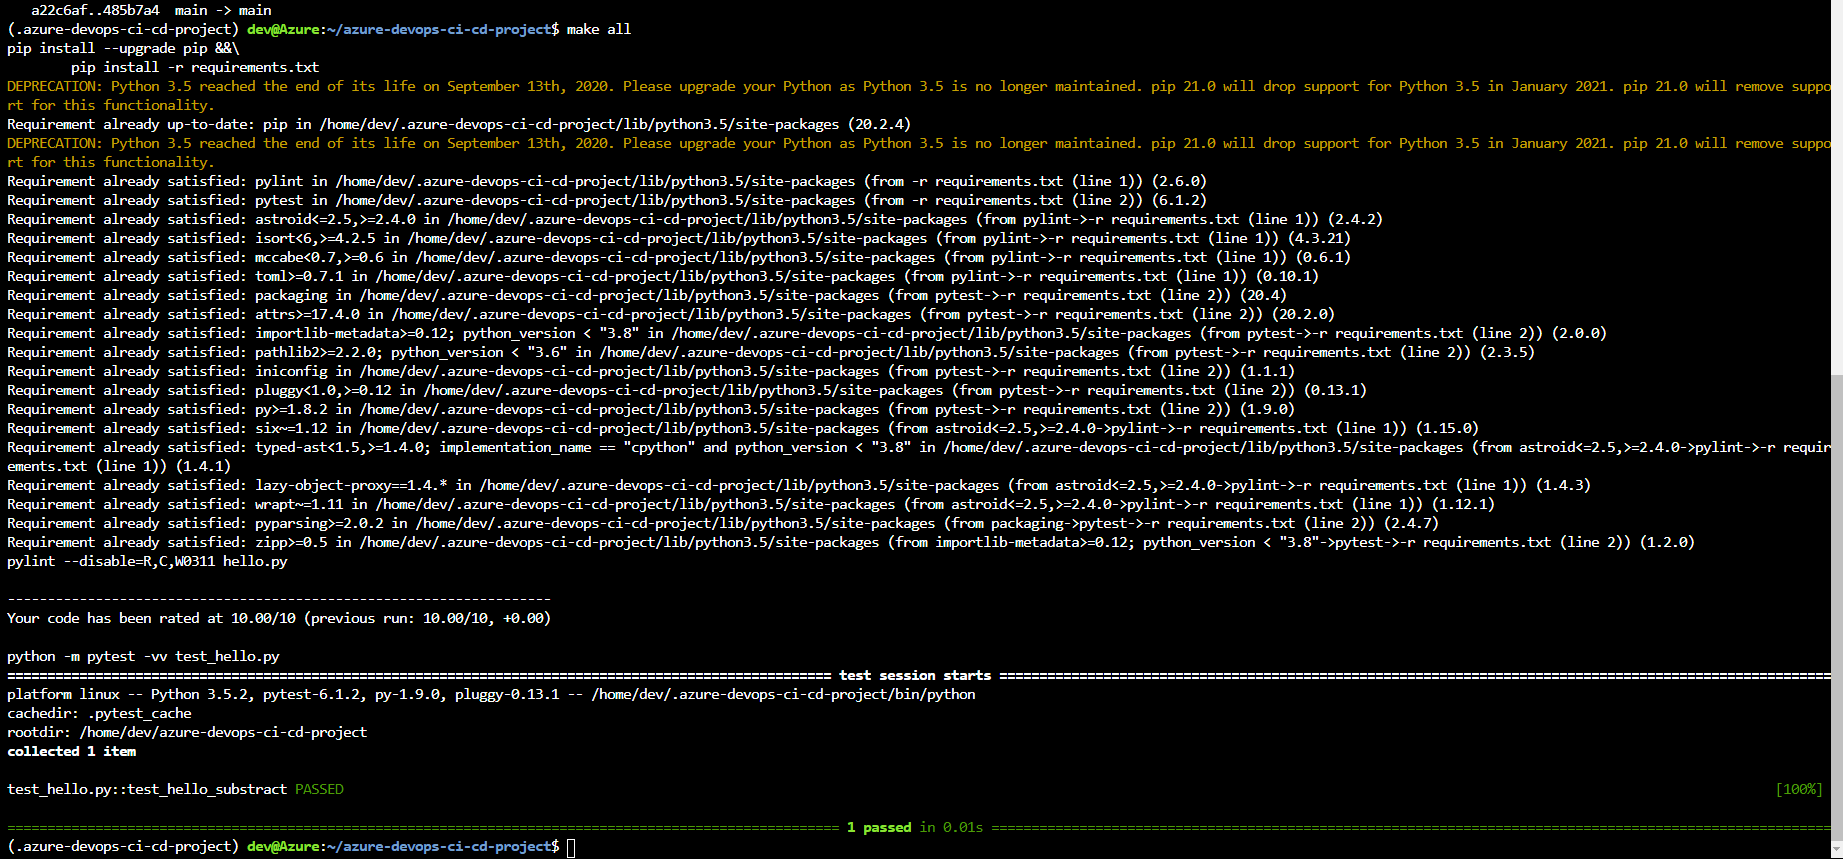 a22c6af..485b7a4  main -> main
(.azure-devops-ci-cd-project) dev@Azure:~/azure-devops-ci-cd-project$ make all
pip install --upgrade pip &&\
        pip install -r requirements.txt
DEPRECATION: Python 3.5 reached the end of its life on September 13th, 2020. Please upgrade your Python as Python 3.5 is no longer maintained. pip 21.0 will drop support for Python 3.5 in January 2021. pip 21.0 will remove suppo
rt for this functionality.
Requirement already up-to-date: pip in /home/dev/.azure-devops-ci-cd-project/lib/python3.5/site-packages (20.2.4)
DEPRECATION: Python 3.5 reached the end of its life on September 13th, 2020. Please upgrade your Python as Python 3.5 is no longer maintained. pip 21.0 will drop support for Python 3.5 in January 2021. pip 21.0 will remove suppo
rt for this functionality.
Requirement already satisfied: pylint in /home/dev/.azure-devops-ci-cd-project/lib/python3.5/site-packages (from -r requirements.txt (line 1)) (2.6.0)
Requirement already satisfied: pytest in /home/dev/.azure-devops-ci-cd-project/lib/python3.5/site-packages (from -r requirements.txt (line 2)) (6.1.2)
Requirement already satisfied: astroid<=2.5,>=2.4.0 in /home/dev/.azure-devops-ci-cd-project/lib/python3.5/site-packages (from pylint->-r requirements.txt (line 1)) (2.4.2)
Requirement already satisfied: isort<6,>=4.2.5 in /home/dev/.azure-devops-ci-cd-project/lib/python3.5/site-packages (from pylint->-r requirements.txt (line 1)) (4.3.21)
Requirement already satisfied: mccabe<0.7,>=0.6 in /home/dev/.azure-devops-ci-cd-project/lib/python3.5/site-packages (from pylint->-r requirements.txt (line 1)) (0.6.1)
Requirement already satisfied: toml>=0.7.1 in /home/dev/.azure-devops-ci-cd-project/lib/python3.5/site-packages (from pylint->-r requirements.txt (line 1)) (0.10.1)
Requirement already satisfied: packaging in /home/dev/.azure-devops-ci-cd-project/lib/python3.5/site-packages (from pytest->-r requirements.txt (line 2)) (20.4)
Requirement already satisfied: attrs>=17.4.0 in /home/dev/.azure-devops-ci-cd-project/lib/python3.5/site-packages (from pytest->-r requirements.txt (line 2)) (20.2.0)
Requirement already satisfied: importlib-metadata>=0.12; python_version < "3.8" in /home/dev/.azure-devops-ci-cd-project/lib/python3.5/site-packages (from pytest->-r requirements.txt (line 2)) (2.0.0)
Requirement already satisfied: pathlib2>=2.2.0; python_version < "3.6" in /home/dev/.azure-devops-ci-cd-project/lib/python3.5/site-packages (from pytest->-r requirements.txt (line 2)) (2.3.5)
Requirement already satisfied: iniconfig in /home/dev/.azure-devops-ci-cd-project/lib/python3.5/site-packages (from pytest->-r requirements.txt (line 2)) (1.1.1)
Requirement already satisfied: pluggy<1.0,>=0.12 in /home/dev/.azure-devops-ci-cd-project/lib/python3.5/site-packages (from pytest->-r requirements.txt (line 2)) (0.13.1)
Requirement already satisfied: py>=1.8.2 in /home/dev/.azure-devops-ci-cd-project/lib/python3.5/site-packages (from pytest->-r requirements.txt (line 2)) (1.9.0)
Requirement already satisfied: six~=1.12 in /home/dev/.azure-devops-ci-cd-project/lib/python3.5/site-packages (from astroid<=2.5,>=2.4.0->pylint->-r requirements.txt (line 1)) (1.15.0)
Requirement already satisfied: typed-ast<1.5,>=1.4.0; implementation_name == "cpython" and python_version < "3.8" in /home/dev/.azure-devops-ci-cd-project/lib/python3.5/site-packages (from astroid<=2.5,>=2.4.0->pylint->-r requir
ements.txt (line 1)) (1.4.1)
Requirement already satisfied: lazy-object-proxy==1.4.* in /home/dev/.azure-devops-ci-cd-project/lib/python3.5/site-packages (from astroid<=2.5,>=2.4.0->pylint->-r requirements.txt (line 1)) (1.4.3)
Requirement already satisfied: wrapt~=1.11 in /home/dev/.azure-devops-ci-cd-project/lib/python3.5/site-packages (from astroid<=2.5,>=2.4.0->pylint->-r requirements.txt (line 1)) (1.12.1)
Requirement already satisfied: pyparsing>=2.0.2 in /home/dev/.azure-devops-ci-cd-project/lib/python3.5/site-packages (from packaging->pytest->-r requirements.txt (line 2)) (2.4.7)
Requirement already satisfied: zipp>=0.5 in /home/dev/.azure-devops-ci-cd-project/lib/python3.5/site-packages (from importlib-metadata>=0.12; python_version < "3.8"->pytest->-r requirements.txt (line 2)) (1.2.0)
pylint --disable=R,C,W0311 hello.py
--------------------------------------------------------------------
Your code has been rated at 10.00/10 (previous run: 10.00/10, +0.00)
python -m pytest -vv test_hello.py
======================================================================================================= test session starts ========================================================================================================
platform linux -- Python 3.5.2, pytest-6.1.2, py-1.9.0, pluggy-0.13.1 -- /home/dev/.azure-devops-ci-cd-project/bin/python
cachedir: .pytest_cache
rootdir: /home/dev/azure-devops-ci-cd-project
collected 1 item
test_hello.py::test_hello_substract PASSED [100%]
======================================================================================================== 1 passed in 0.01s =========================================================================================================
(.azure-devops-ci-cd-project) dev@Azure:~/azure-devops-ci-cd-project$